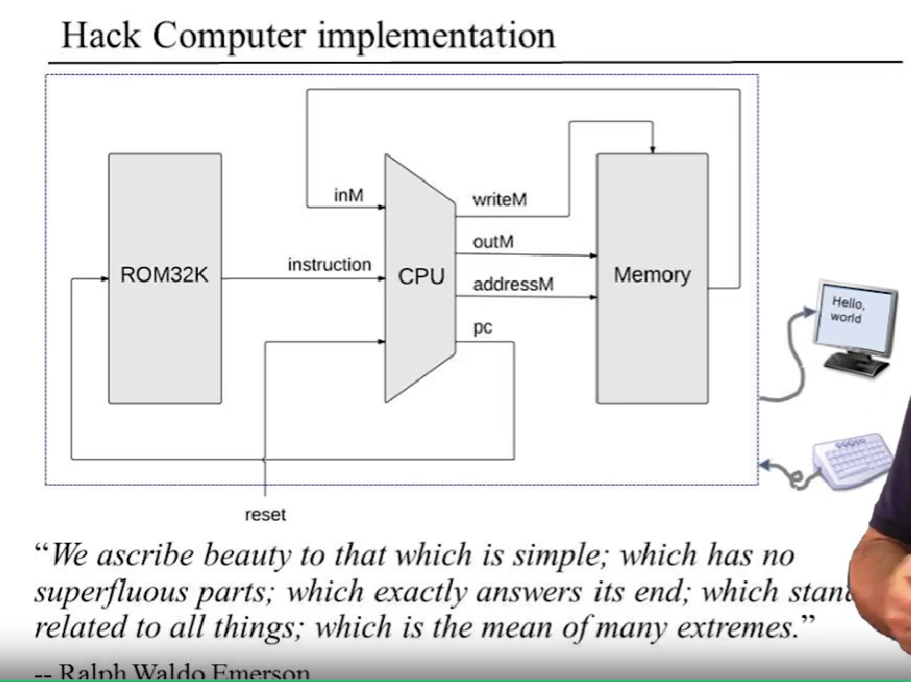 Hack Computer implementation
inM
writeM
outM
ROM32K
instruction
CPU
addressM
Memory
pc
Hello,
world
reset
“We ascribe beauty to that which is simple; which has no
superfluous parts; which exactly answers its end; which
related to all things; which is the mean of many extremes.”
-- Ralph Waldo Emerson